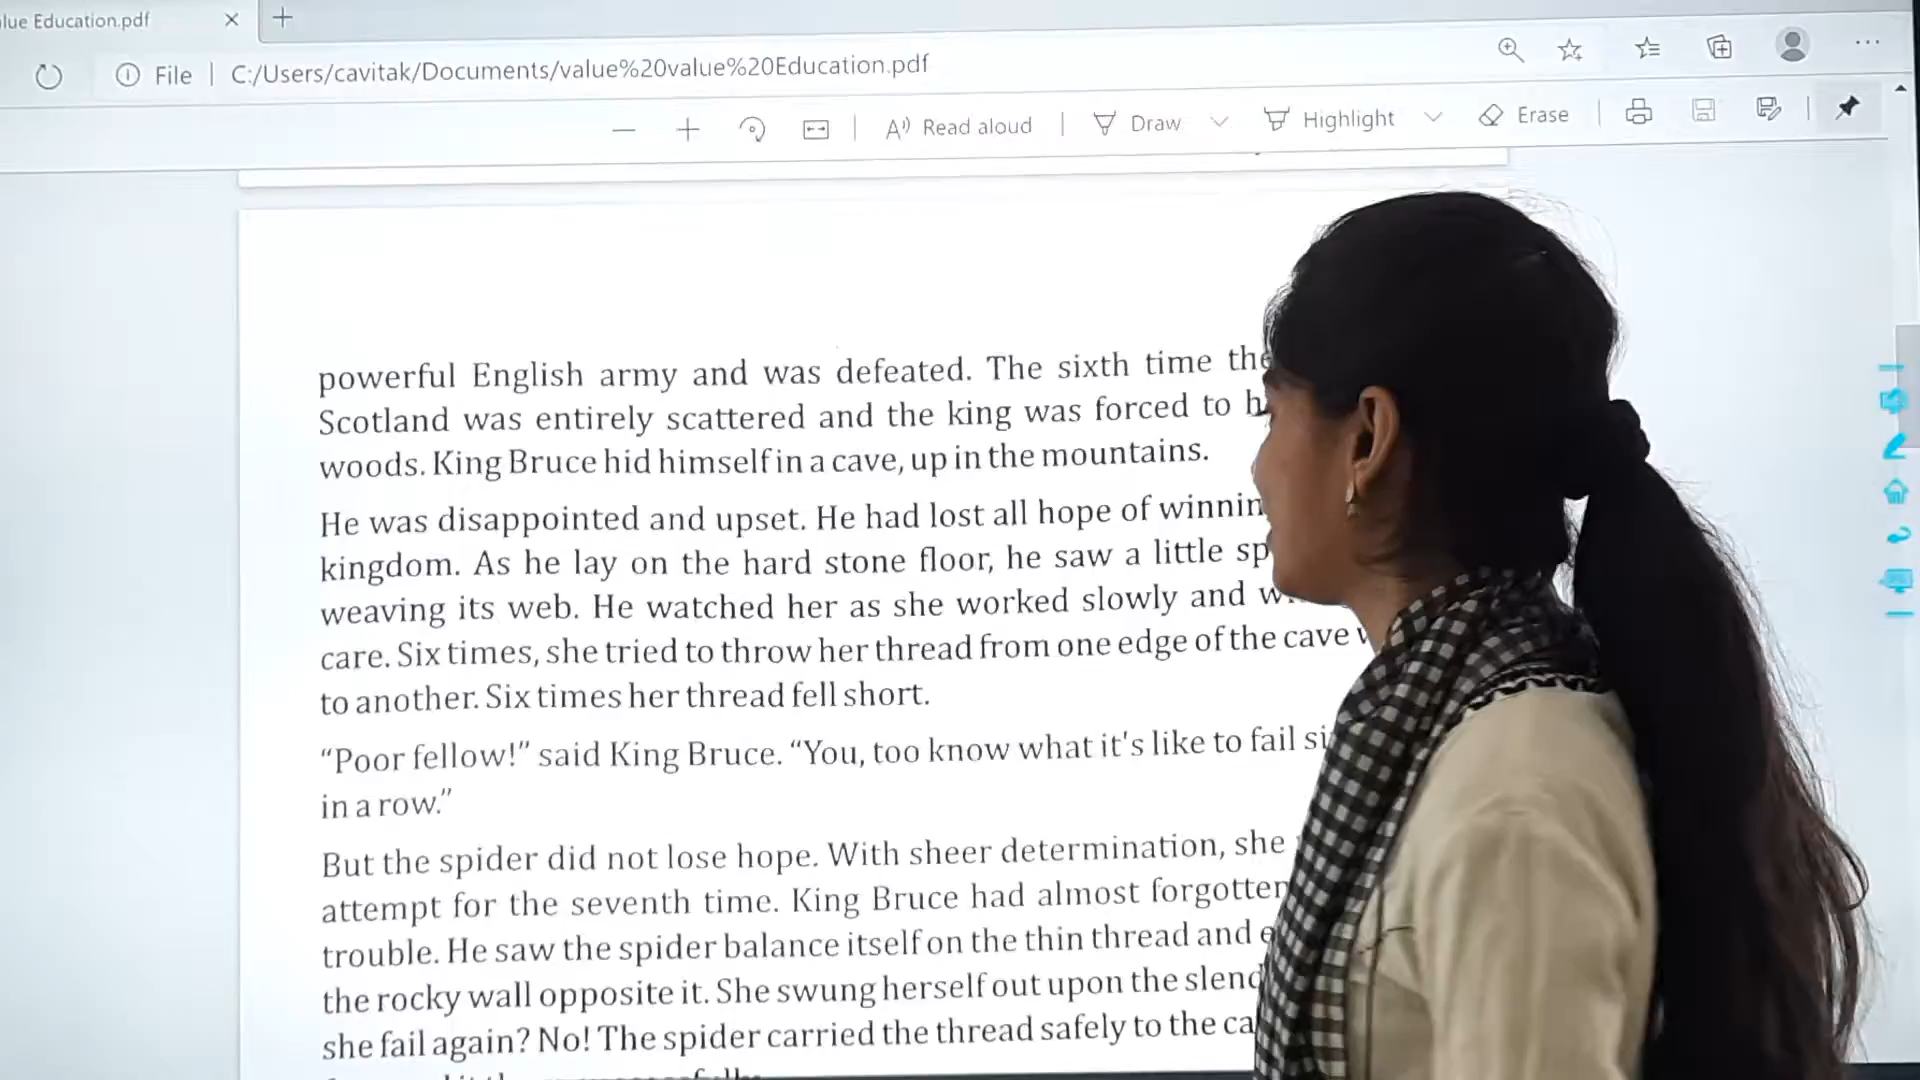 lue Education.pdf
File | C:/Users/cavitak/Documents/value%20value%20Education.pdf
Read aloud | Draw Highlight Erase
powerful English army and was defeated. The sixth time
Scotland was entirely scattered and the king was forced to
woods. King Bruce hid himself in a cave, up in the mountains.
He was disappointed and upset. He had lost all hope of
kingdom. As he lay on the hard stone floor, he saw a little
weaving its web. He watched her as she worked slowly and
care. Six times, she tried to throw her thread from one edge of the cave
to another. Six times her thread fell short.
“Poor fellow!” said King Bruce. “You, too know what it's like to fail
in a row.”
But the spider did not lose hope. With sheer determination, she
attempt for the seventh time. King Bruce had almost forgotten
trouble. He saw the spider balance itself on the thin thread and
the rocky wall opposite it. She swung herself out upon the
she fail again? No! The spider carried the thread safely to the